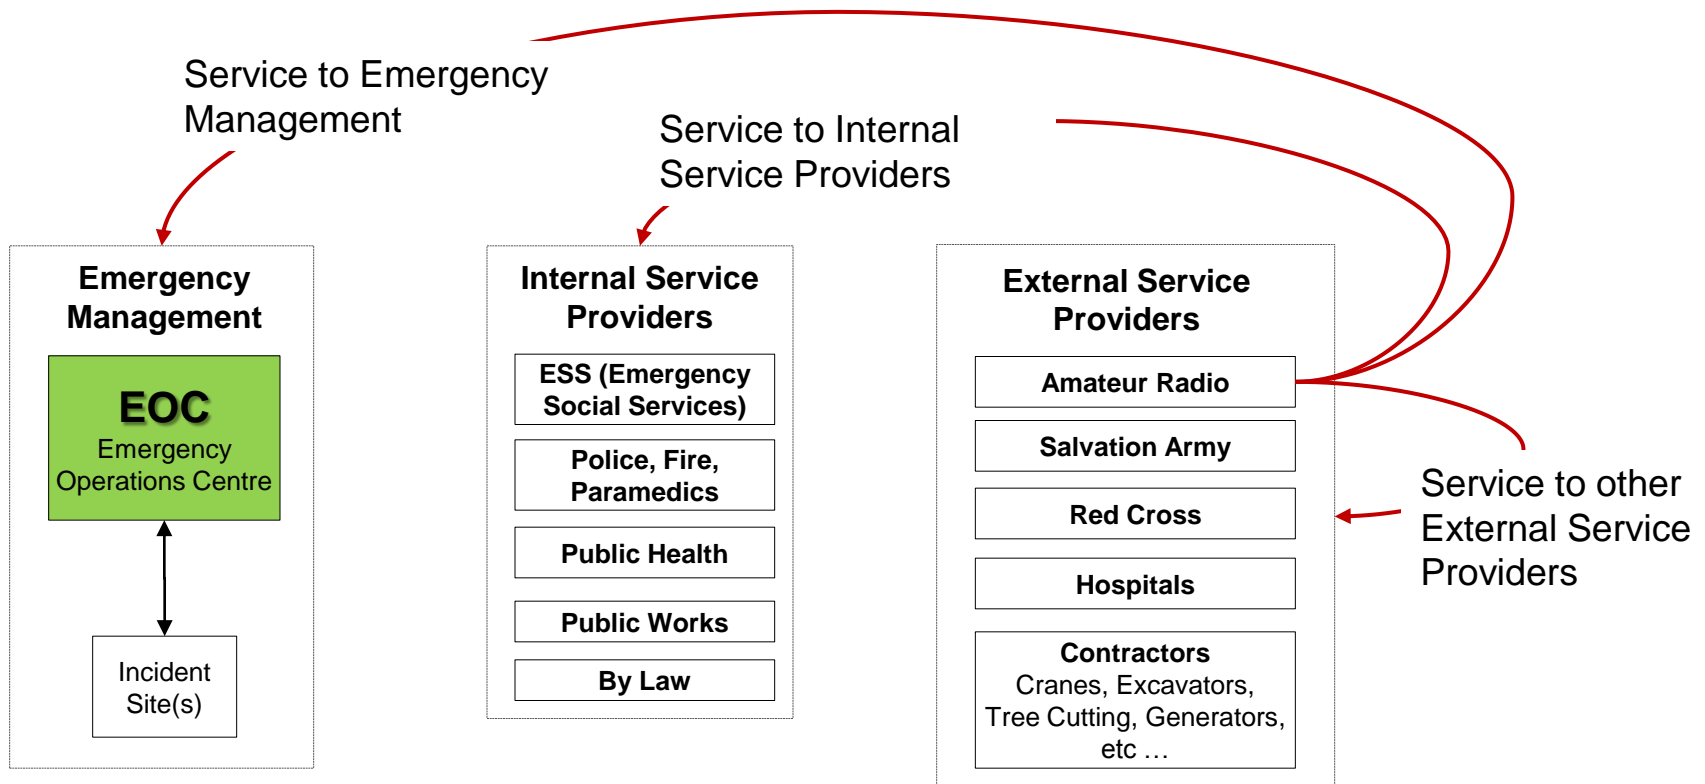 Service to Emergency
Management
Service to Internal
Service Providers
Emergency
Management
EOC
Emergency
Operations Centre
Incident
Site(s)
Internal Service
Providers
ESS (Emergency
Social Services)
Police, Fire,
Paramedics
Public Health
Public Works
By Law
External Service
Providers
Amateur Radio
Salvation Army
Red Cross
Hospitals
Contractors
Cranes, Excavators,
Tree Cutting, Generators,
etc …
Service to other
External Service
Providers